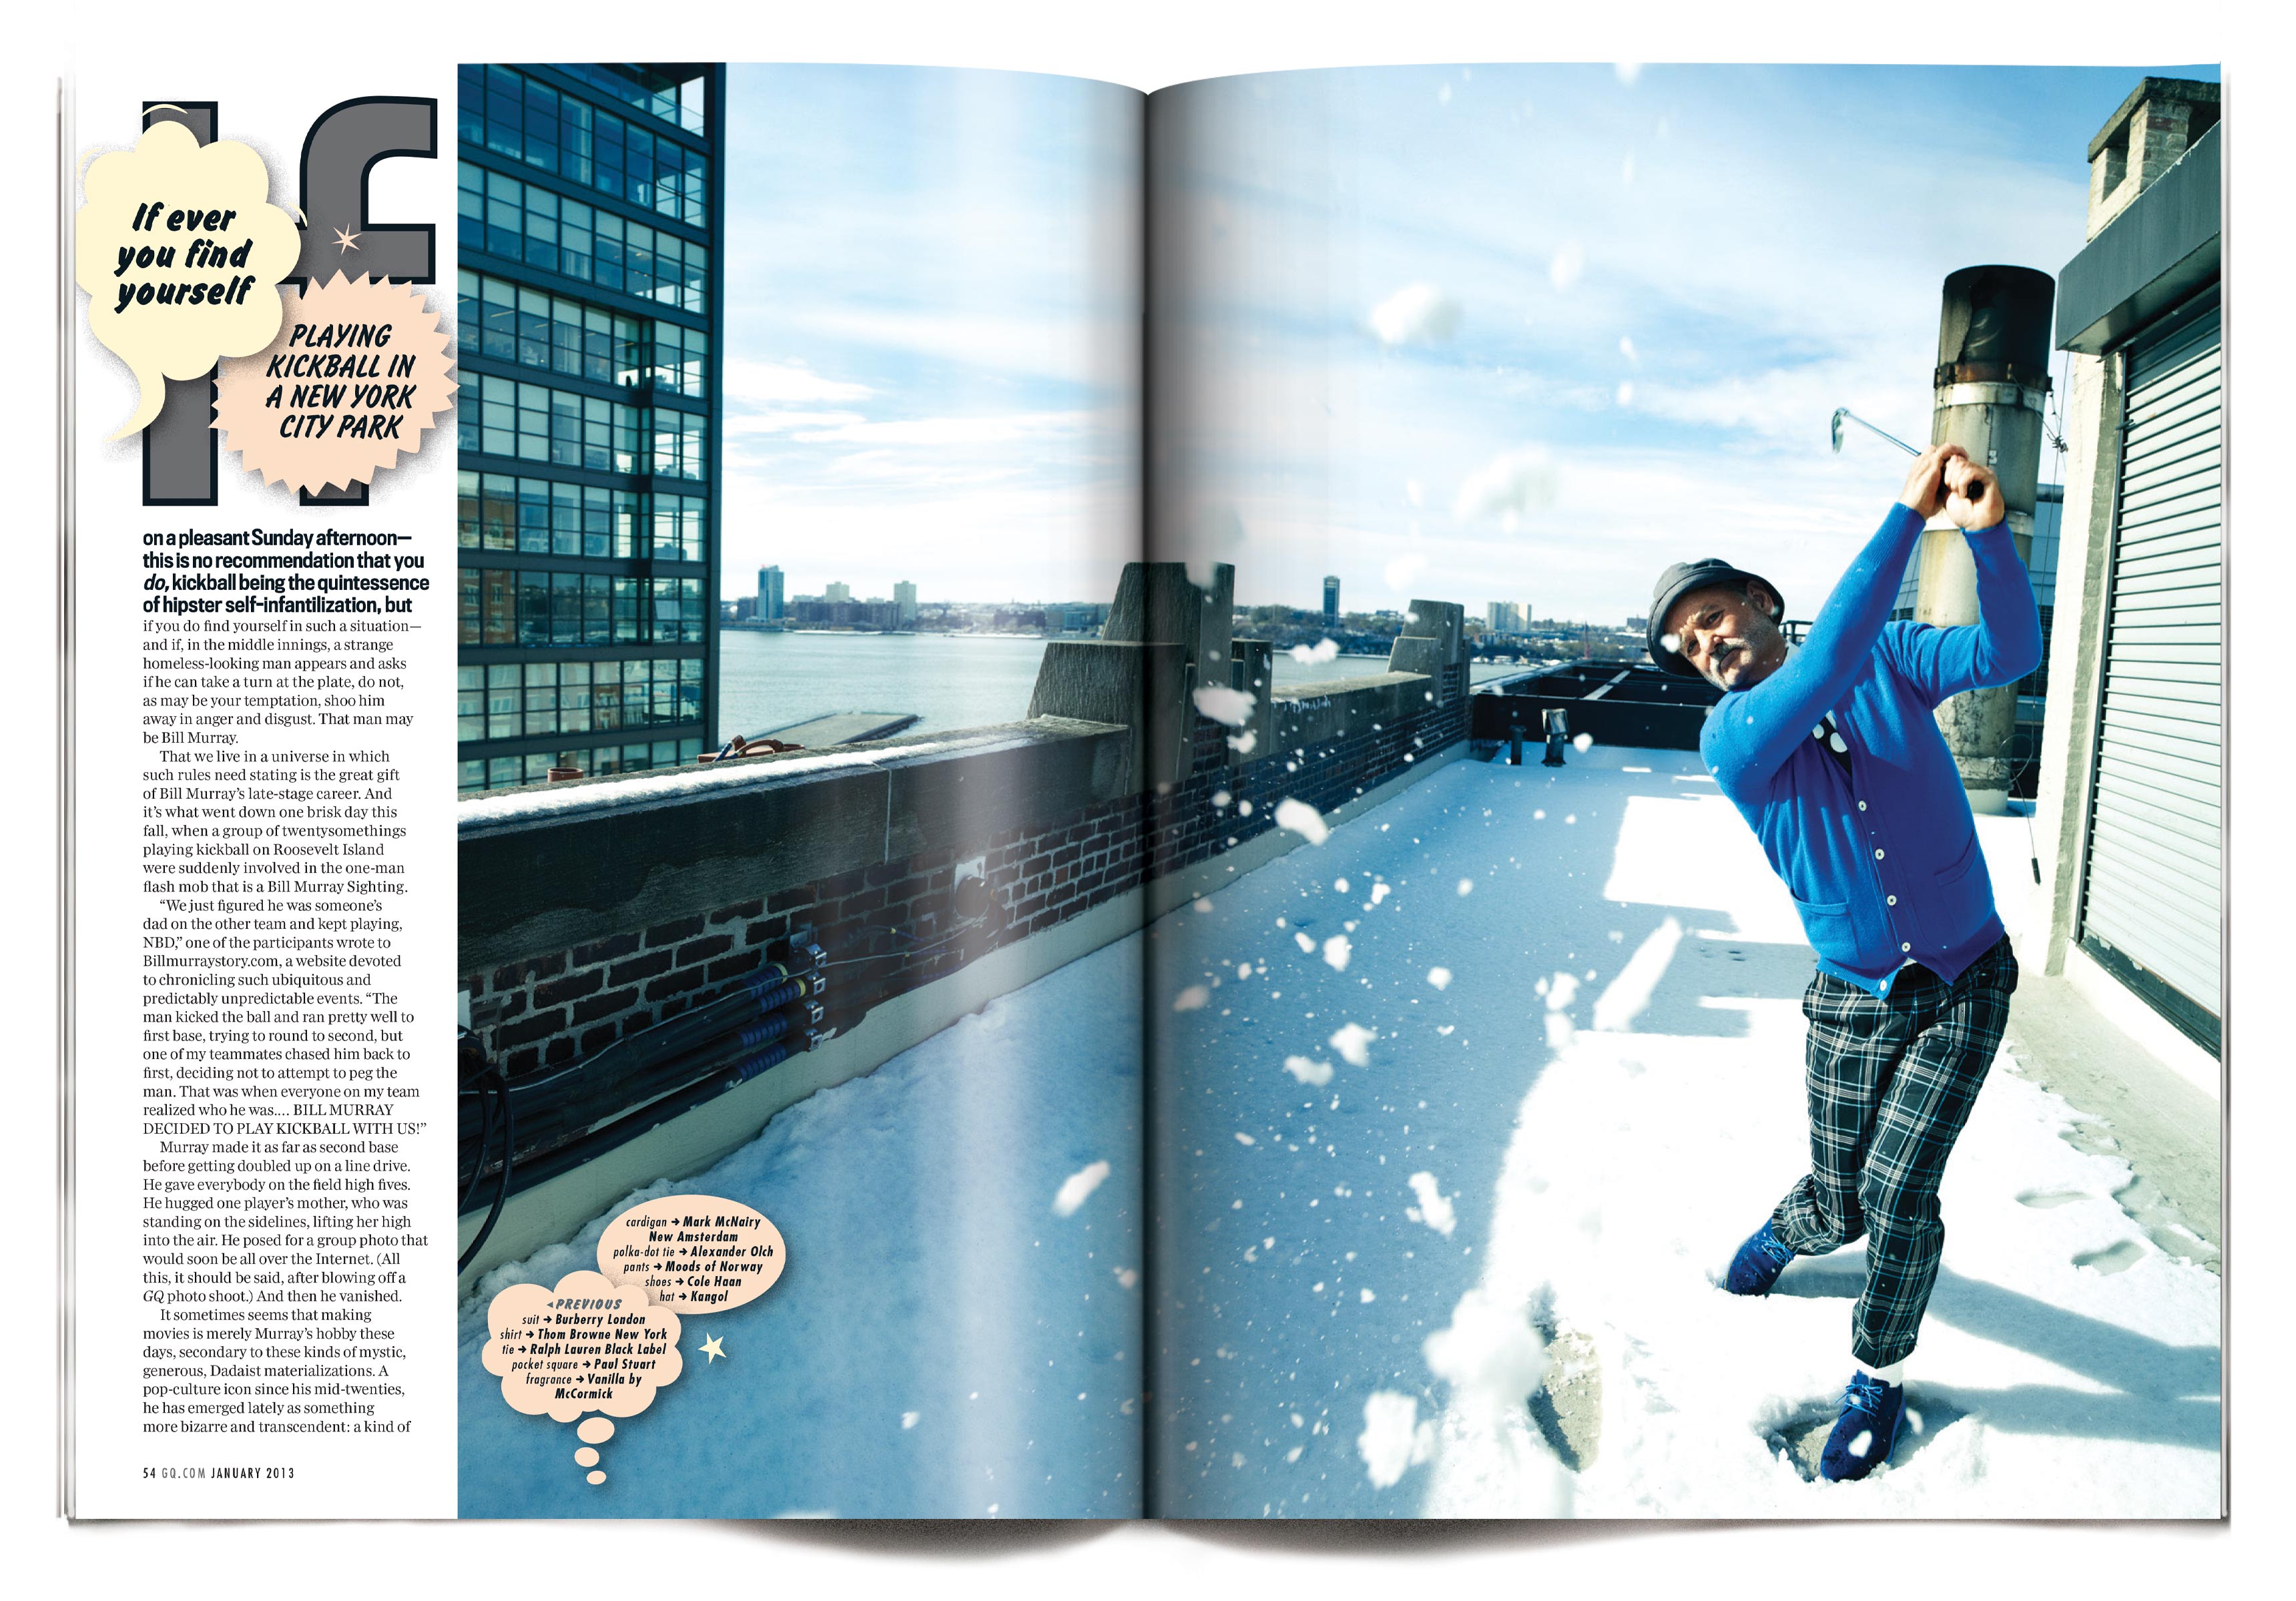 If
If ever
you find
yourself
PLAYING
KICKBALL IN
A NEW YORK
CITY PARK
on a pleasant Sunday afternoon—
this is no recommendation that you
do, kickball being the quintessence
of hipster self-infantilization, but
if you do find yourself in such a situation—
and if, in the middle innings, a strange
homeless-looking man appears and asks
if he can take a turn at the plate, do not,
as may be your temptation, shoo him
away in anger and disgust. That man may
be Bill Murray.
That we live in a universe in which
such rules need stating is the great gift
of Bill Murray’s late-stage career. And
it’s what went down one brisk day this
fall, when a group of twentysomethings
playing kickball on Roosevelt Island
were suddenly involved in the one-man
flash mob that is a Bill Murray Sighting.
“We just figured he was someone’s
dad on the other team and kept playing,
NBD,” one of the participants wrote to
Billmurraystory.com, a website devoted
to chronicling such ubiquitous and
predictably unpredictable events. “The
man kicked the ball and ran pretty well to
first base, trying to round to second, but
one of my teammates chased him back to
first, deciding not to attempt to peg the
man. That was when everyone on my team
realized who he was.... BILL MURRAY
DECIDED TO PLAY KICKBALL WITH US!”
Murray made it as far as second base
before getting doubled up on a line drive.
He gave everybody on the field high fives.
He hugged one player’s mother, who was
standing on the sidelines, lifting her high
into the air. He posed for a group photo that
would soon be all over the Internet. (All
this, it should be said, after blowing off a
GQ photo shoot.) And then he vanished.
It sometimes seems that making
movies is merely Murray’s hobby these
days, secondary to these kinds of mystic,
generous, Dadaist materializations. A
pop-culture icon since his mid-twenties,
he has emerged lately as something
more bizarre and transcendent: a kind of
54 GQ.COM JANUARY 2013
cardigan ➔ Mark McNairy
New Amsterdam
polka-dot tie ➔ Alexander Olch
pants ➔ Moods of Norway
shoes ➔ Cole Haan
hat ➔ Kangol
◂PREVIOUS
suit ➔ Burberry London
shirt ➔ Thom Browne New York
tie ➔ Ralph Lauren Black Label
pocket square ➔ Paul Stuart
fragrance ➔ Vanilla by
McCormick